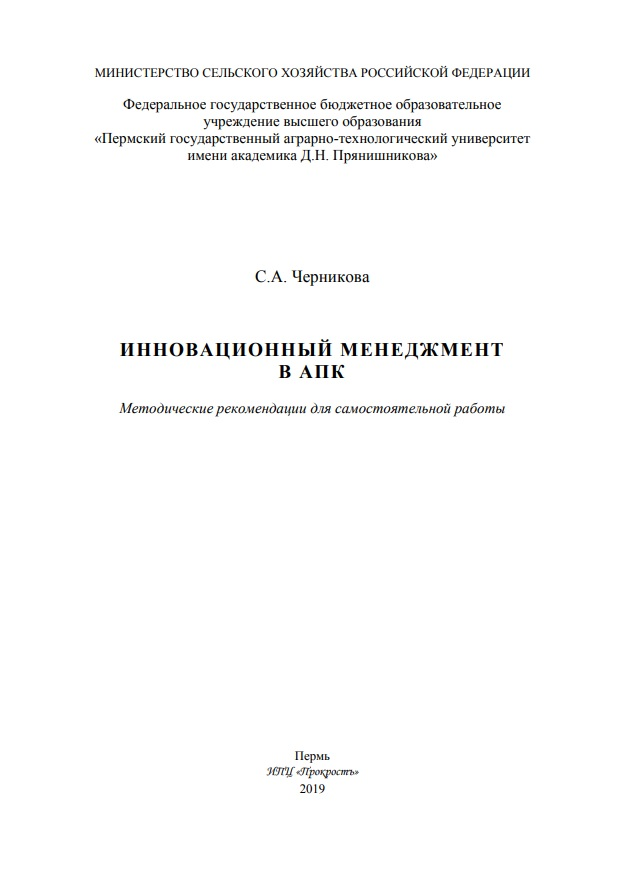 МИНИСТЕРСТВО СЕЛЬСКОГО ХОЗЯЙСТВА РОССИЙСКОЙ ФЕДЕРАЦИИ
Федеральное государственное бюджетное образовательное
учреждение высшего образования
«Пермский государственный аграрно-технологический университет
имени академика Д.Н. Прянишникова»
С.А. Черникова
ИННОВАЦИОННЫЙ МЕНЕДЖМЕНТ
В АПК
Методические рекомендации для самостоятельной работы
Пермь
ИПЦ «Прокростъ»
2019